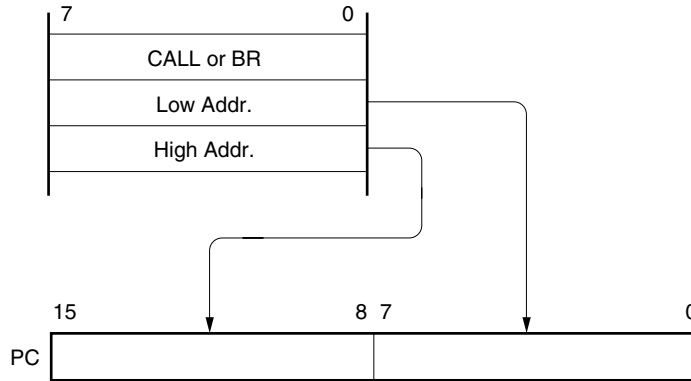 7 0
CALL or BR
Low Addr.
High Addr.
15 8 7 0
PC